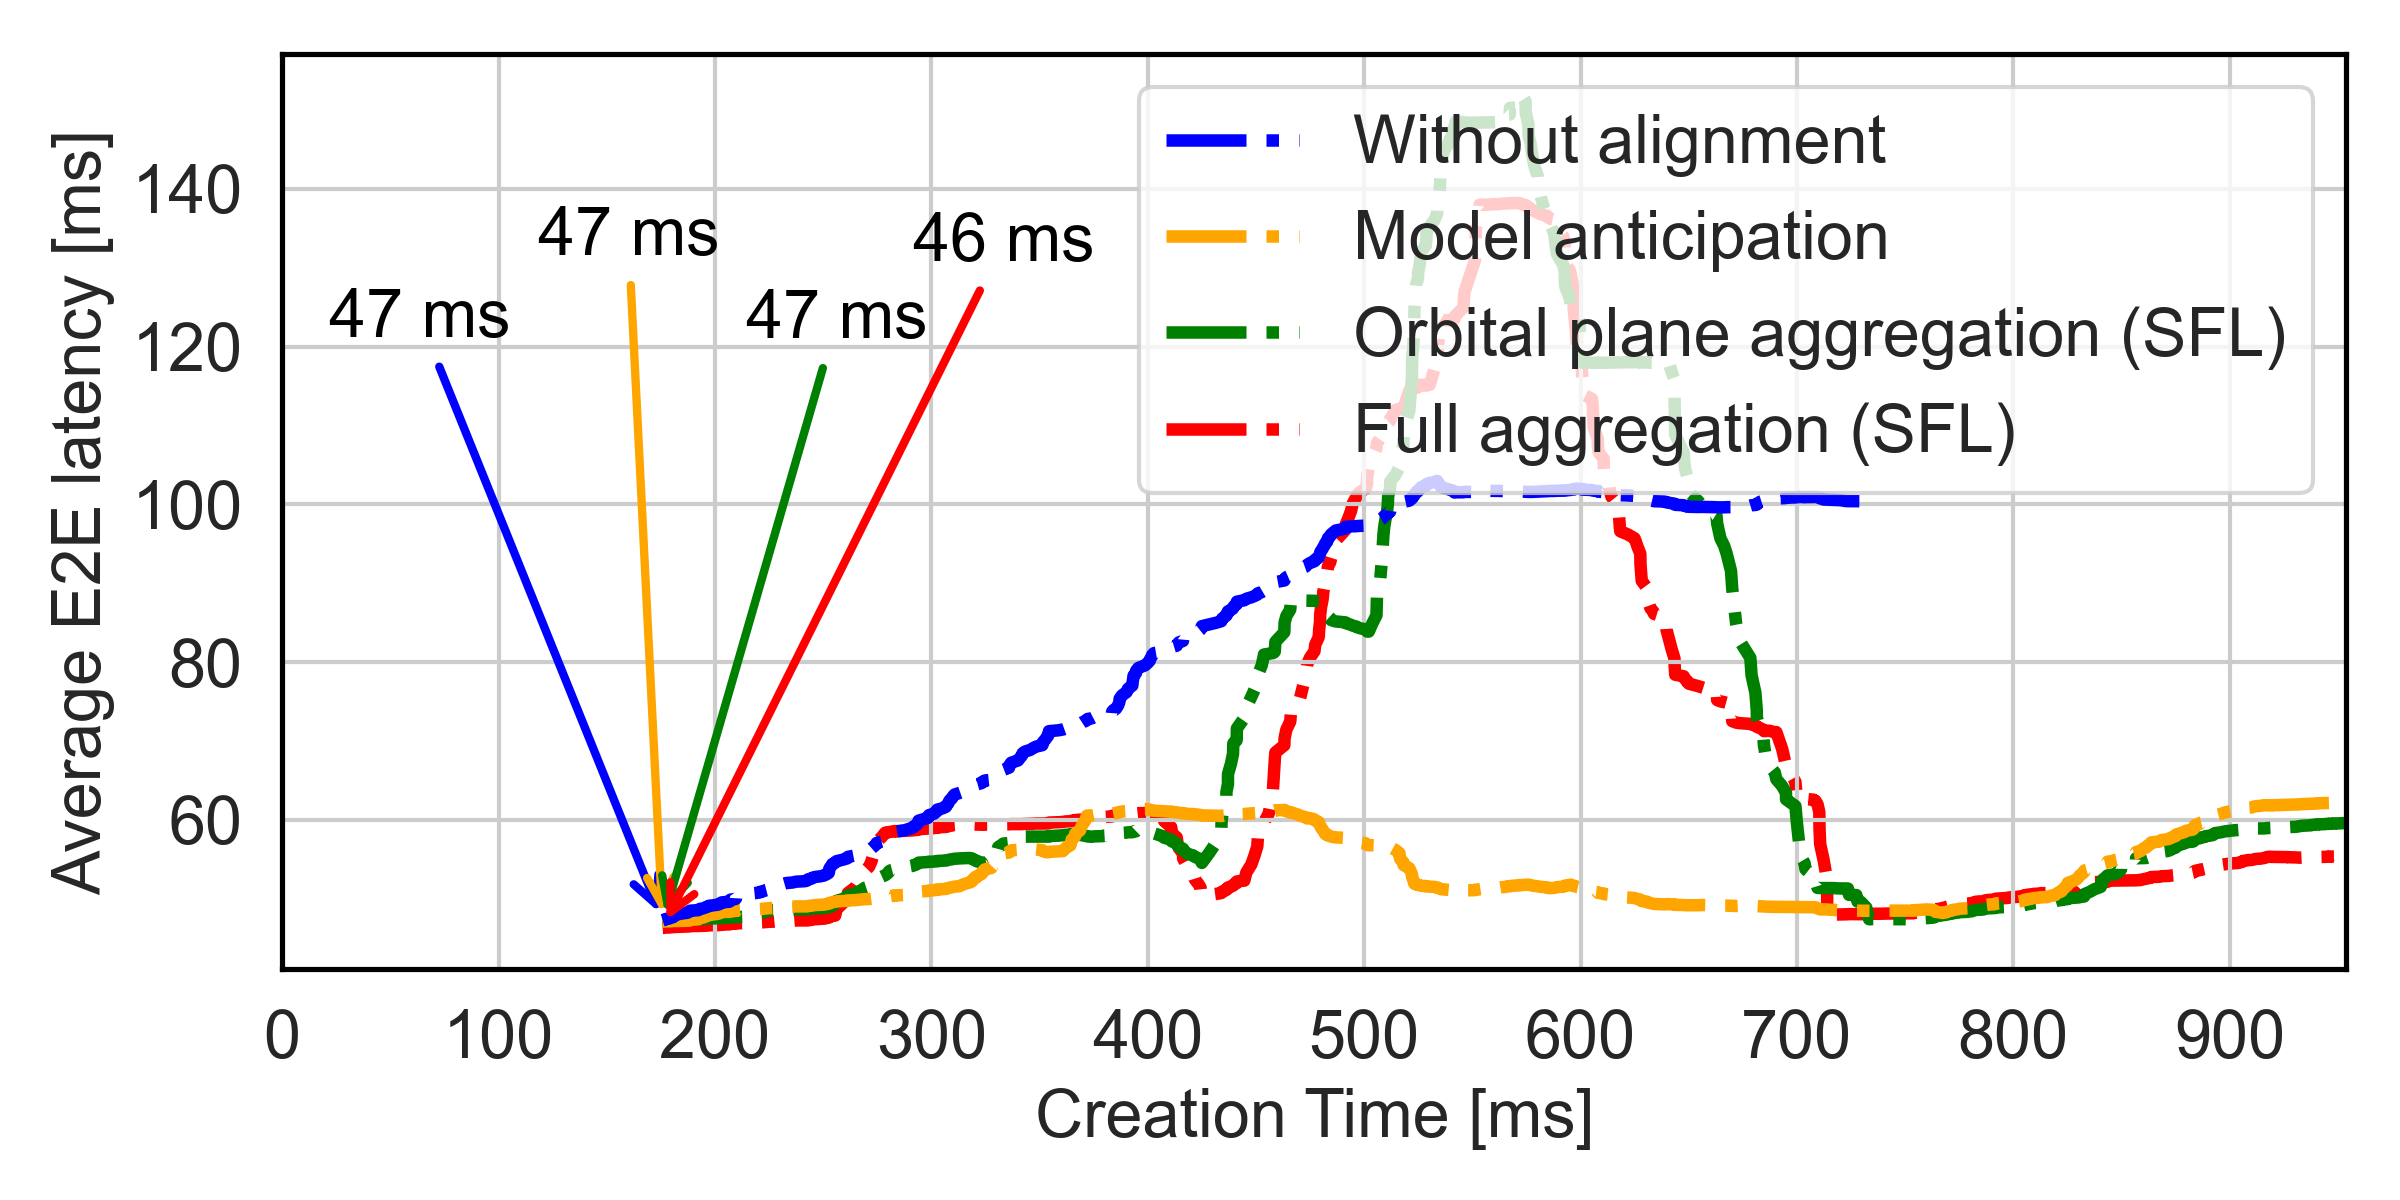 Average E2E latency [ms]
140
120
100
80
60
47 ms
47 ms
47 ms
46 ms
Without alignment
Model anticipation
Orbital plane aggregation (SFL)
Full aggregation (SFL)
0 100 200 300 400 500 600 700 800 900
Creation Time [ms]